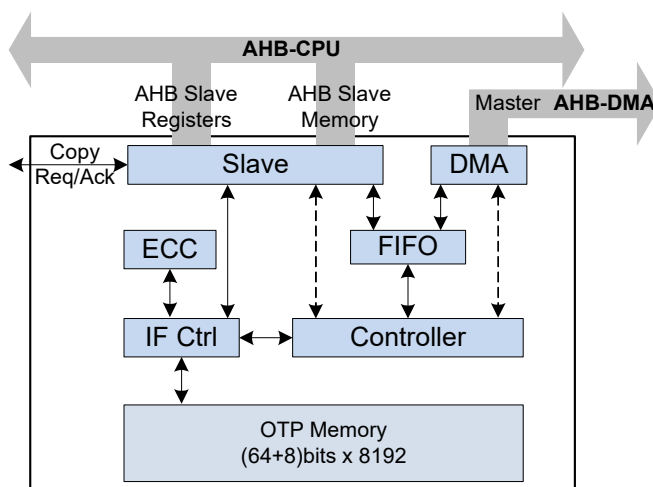 AHB-CPU
AHB Slave
Registers
AHB Slave
Memory
Master AHB-DMA
Copy
Req/Ack
Slave
DMA
ECC
FIFO
IF Ctrl
Controller
OTP Memory
(64+8)bits x 8192